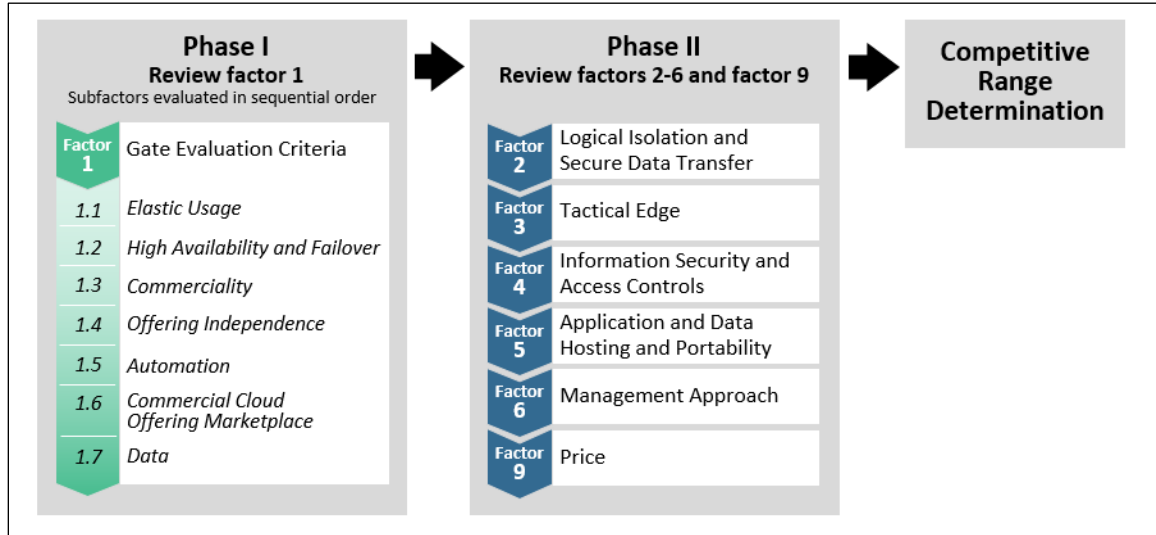 Phase I
Review factor 1
Subfactors evaluated in sequential order
Factor
1
Gate Evaluation Criteria
1.1
Elastic Usage
1.2
High Availability and Failover
1.3
Commerciality
1.4
Offering Independence
1.5
Automation
1.6
Commercial Cloud
Offering Marketplace
1.7
Data
Phase II
Review factors 2-6 and factor 9
Factor
2
Logical Isolation and
Secure Data Transfer
Factor
3
Tactical Edge
Factor
4
Information Security and
Access Controls
Factor
5
Application and Data
Hosting and Portability
Factor
6
Management Approach
Factor
9
Price
Competitive
Range
Determination